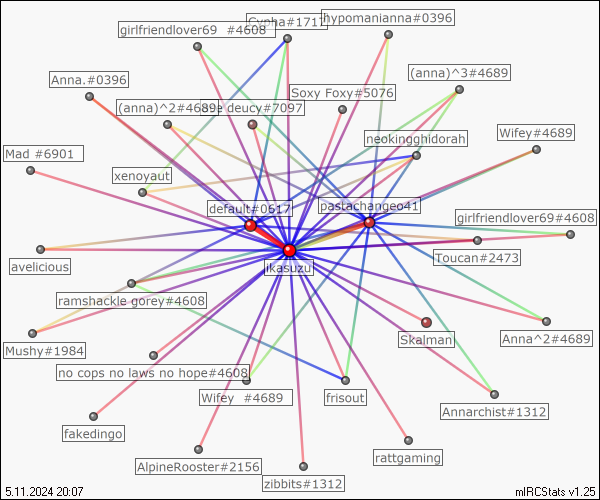 hypomanianna#0396
Cypha#1717
girlfriendlover69 #4608
(anna)^3#4689
Anna.#0396
Soxy Foxy#5076
(anna)^2#4689
deucy#7097
Wifey#4689
neokingghidorah
Mad #6901
xenoyaut
default#0617
pastachangeo41
girlfriendlover69#4608
Toucan#2473
avelicious
ikasuzu
ramshackle gorey#4608
Skalman
Anna^2#4689
Mushy#1984
no cops no laws no hope#4608
Wifey #4689
frisout
Annarchist#1312
fakedingo
rattgaming
AlpineRooster#2156
zibbits#1312
5.11.2024 20:07
mIRCStats v1.25